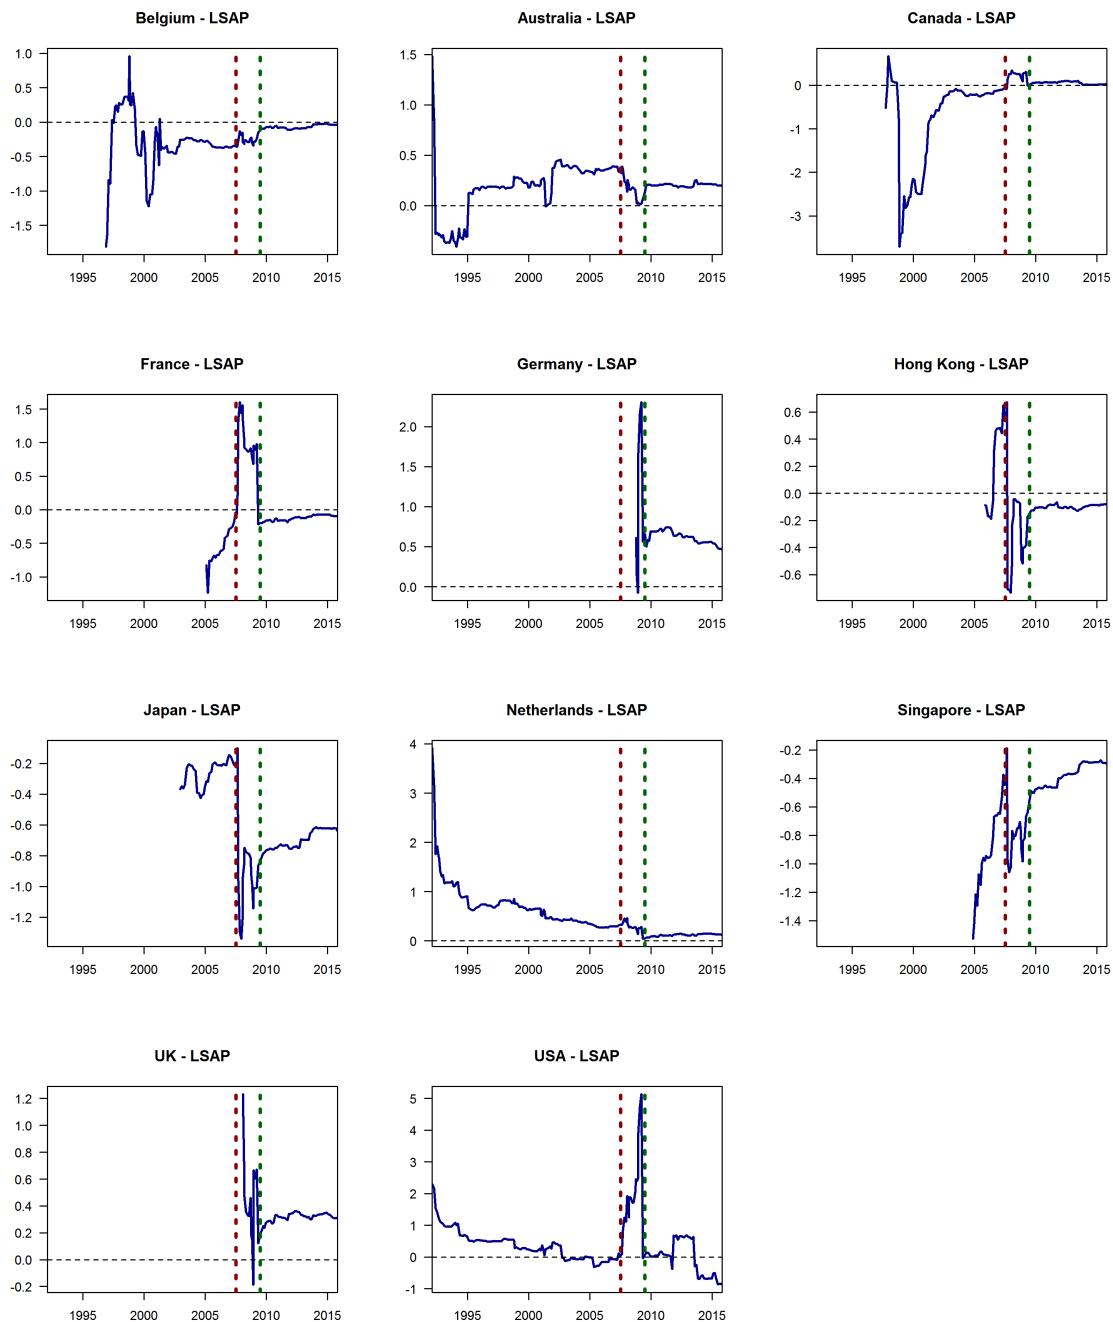 Belgium - LSAP
1.0
0.5
0.0
-0.5
-1.0
-1.5
1995 2000 2005 2010 2015
Australia - LSAP
1.5
1.0
0.5
0.0
1995 2000 2005 2010 2015
Canada - LSAP
0
-1
-2
-3
1995 2000 2005 2010 2015
France - LSAP
1.5
1.0
0.5
0.0
-0.5
-1.0
1995 2000 2005 2010 2015
Germany - LSAP
2.0
1.5
1.0
0.5
0.0
1995 2000 2005 2010 2015
Hong Kong - LSAP
0.6
0.4
0.2
0.0
-0.2
-0.4
-0.6
1995 2000 2005 2010 2015
Japan - LSAP
-0.2
-0.4
-0.6
-0.8
-1.0
-1.2
1995 2000 2005 2010 2015
Netherlands - LSAP
4
3
2
1
0
1995 2000 2005 2010 2015
Singapore - LSAP
-0.2
-0.4
-0.6
-0.8
-1.0
-1.2
-1.4
1995 2000 2005 2010 2015
UK - LSAP
1.2
1.0
0.8
0.6
0.4
0.2
0.0
-0.2
1995 2000 2005 2010 2015
USA - LSAP
5
4
3
2
1
0
-1
1995 2000 2005 2010 2015